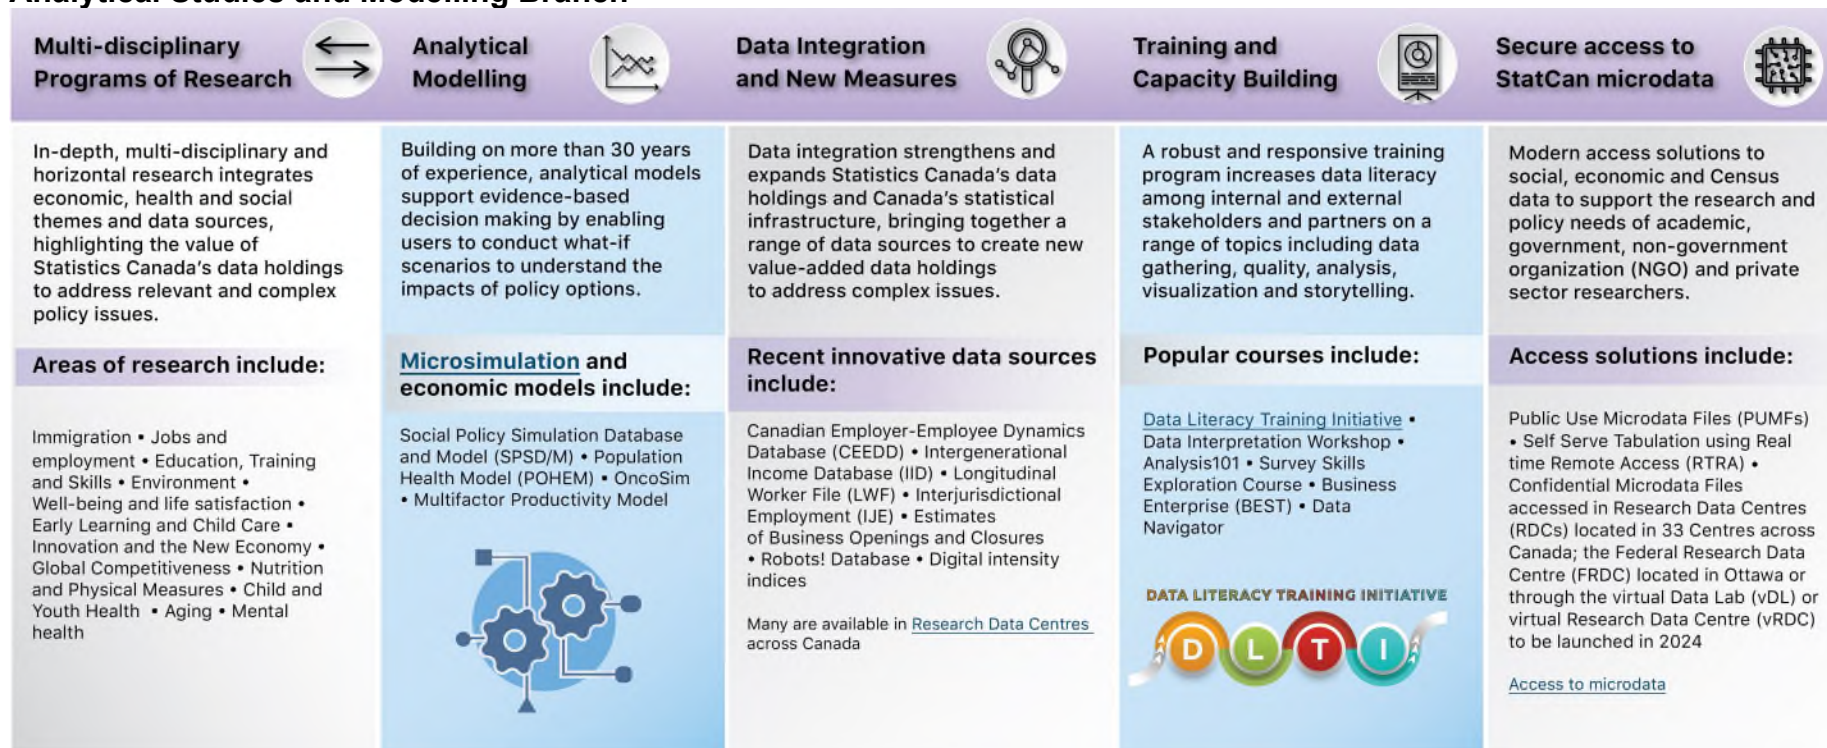 Analytical Studies and Modelling Branch
Multi-disciplinary
Programs of Research
Analytical
Modelling
Data Integration
and New Measures
Training and
Capacity Building
Secure access to
StatCan microdata
In-depth, multi-disciplinary and
horizontal research integrates
economic, health and social
themes and data sources,
highlighting the value of
Statistics Canada's data holdings
to address relevant and complex
policy issues.
Areas of research include:
Immigration • Jobs and
employment • Education, Training
and Skills • Environment •
Well-being and life satisfaction •
Early Learning and Child Care •
Innovation and the New Economy •
Global Competitiveness • Nutrition
and Physical Measures • Child and
Youth Health • Aging • Mental
health
Building on more than 30 years
of experience, analytical models
support evidence-based
decision making by enabling
users to conduct what-if
scenarios to understand the
impacts of policy options.
Microsimulation and
economic models include:
Social Policy Simulation Database
and Model (SPSD/M) • Population
Health Model (POHEM) • OncoSim
• Multifactor Productivity Model
Data integration strengthens and
expands Statistics Canada's data
holdings and Canada's statistical
infrastructure, bringing together a
range of data sources to create new
value-added data holdings
to address complex issues.
Recent innovative data sources
include:
Canadian Employer-Employee Dynamics
Database (CEEDD) • Intergenerational
Income Database (IID) • Longitudinal
Worker File (LWF) • Interjurisdictional
Employment (IJE) • Estimates
of Business Openings and Closures
• Robots! Database • Digital intensity
indices
Many are available in Research Data Centres
across Canada
A robust and responsive training
program increases data literacy
among internal and external
stakeholders and partners on a
range of topics including data
gathering, quality, analysis,
visualization and storytelling.
Popular courses include:
Data Literacy Training Initiative •
Data Interpretation Workshop •
Analysis101 • Survey Skills
Exploration Course • Business
Enterprise (BEST) • Data
Navigator
DATA LITERACY TRAINING INITIATIVE
D L T I
Modern access solutions to
social, economic and Census
data to support the research and
policy needs of academic,
government, non-government
organization (NGO) and private
sector researchers.
Access solutions include:
Public Use Microdata Files (PUMFs)
• Self Serve Tabulation using Real
time Remote Access (RTRA) •
Confidential Microdata Files
accessed in Research Data Centres
(RDCs) located in 33 Centres across
Canada; the Federal Research Data
Centre (FRDC) located in Ottawa or
through the virtual Data Lab (vDL) or
virtual Research Data Centre (vRDC)
to be launched in 2024
Access to microdata